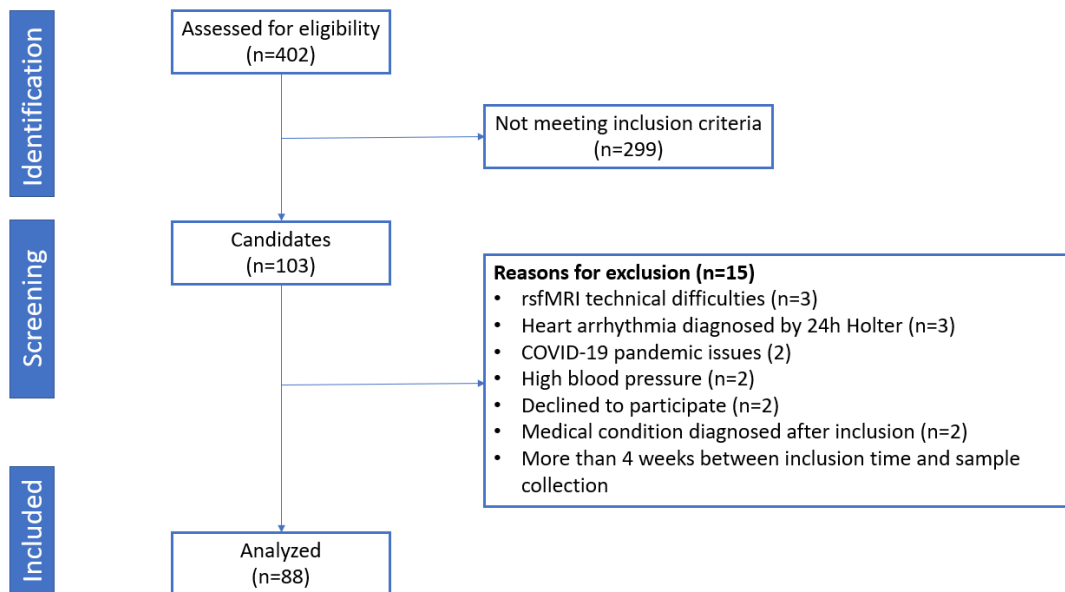 Identification
Assessed for eligibility
(n=402)
Not meeting inclusion criteria
(n=299)
Screening
Candidates
(n=103)
Reasons for exclusion (n=15)
• rsfMRI technical difficulties (n=3)
• Heart arrhythmia diagnosed by 24h Holter (n=3)
• COVID-19 pandemic issues (2)
• High blood pressure (n=2)
• Declined to participate (n=2)
• Medical condition diagnosed after inclusion (n=2)
• More than 4 weeks between inclusion time and sample
collection
Included
Analyzed
(n=88)